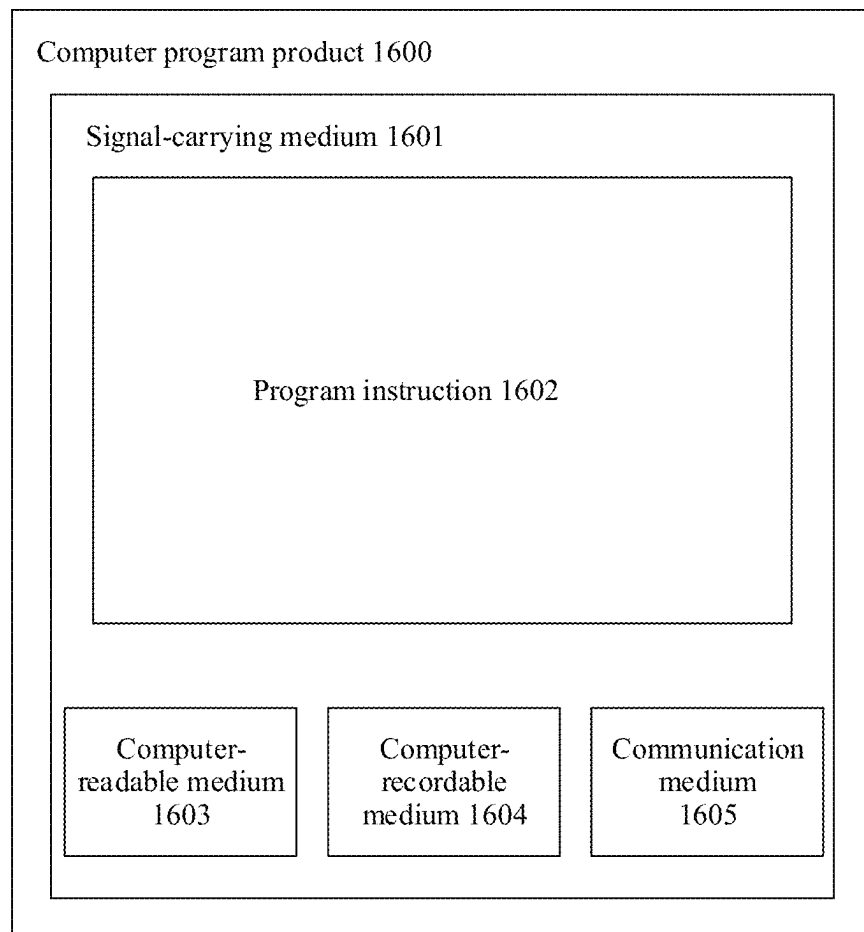 Computer program product 1600
Signal-carrying medium 1601
Program instruction 1602
Computer-
readable medium
1603
Computer-
recordable
medium 1604
Communication
medium
1605